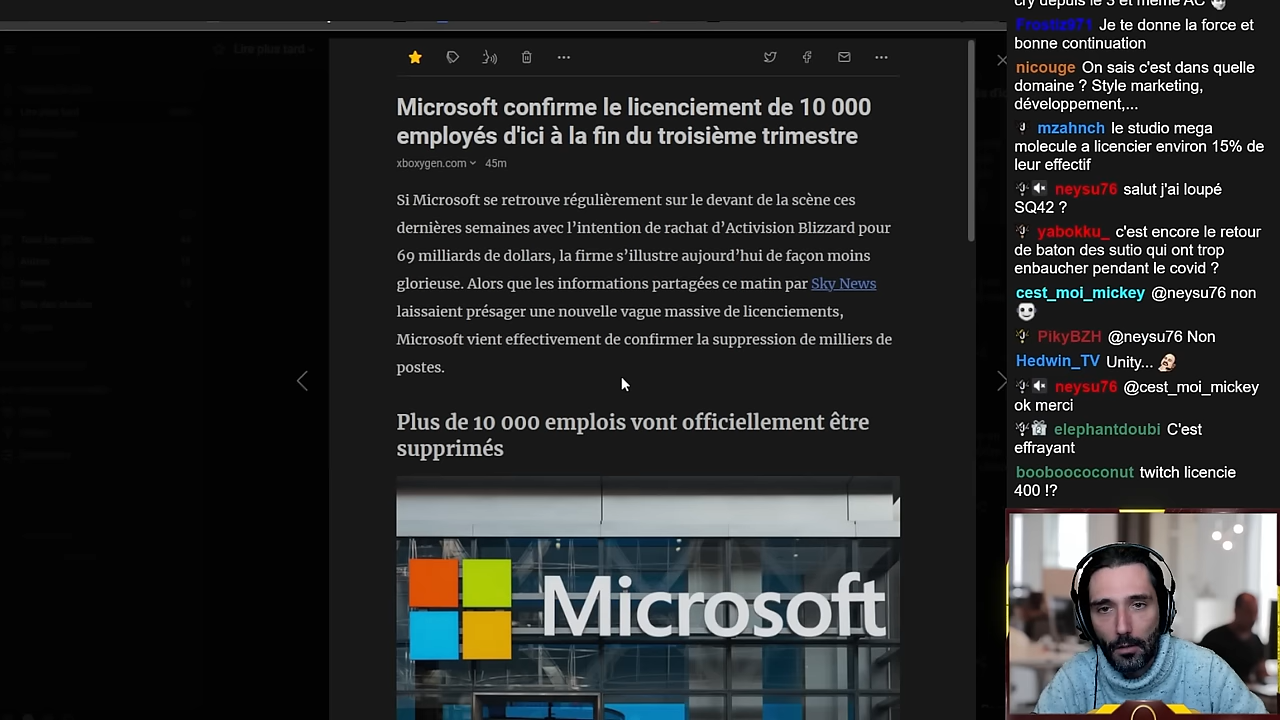 Microsoft confirme le licenciement de 10 000
employés d'ici à la fin du troisième trimestre
xboxygen.com 45m
Si Microsoft se retrouve régulièrement sur le devant de la scène ces
dernières semaines avec l’intention de rachat d’Activision Blizzard pour
69 milliards de dollars, la firme s’illustre aujourd’hui de façon moins
glorieuse. Alors que les informations partagées ce matin par Sky News
laissaient présager une nouvelle vague massive de licenciements,
Microsoft vient effectivement de confirmer la suppression de milliers de
postes.
Plus de 10 000 emplois vont officiellement être
supprimés
Microsoft
cry depuis le 3 et meme AC
Frostiz971 Je te donne la force et
bonne continuation
nicouge On sais c'est dans quelle
domaine ? Style marketing,
développement,...
mzahnch le studio mega
molecule a licencier environ 15% de
leur effectif
neysu76 salut j'ai loupé
SQ42 ?
yabokku_ c'est encore le retour
de baton des sutio qui ont trop
enbaucher pendant le covid ?
cest_moi_mickey @neysu76 non
PikyBZH @neysu76 Non
Hedwin_TV Unity...
neysu76 @cest_moi_mickey
ok merci
elephantdoubi C'est
effrayant
booboococonut twitch licencie
400 !?